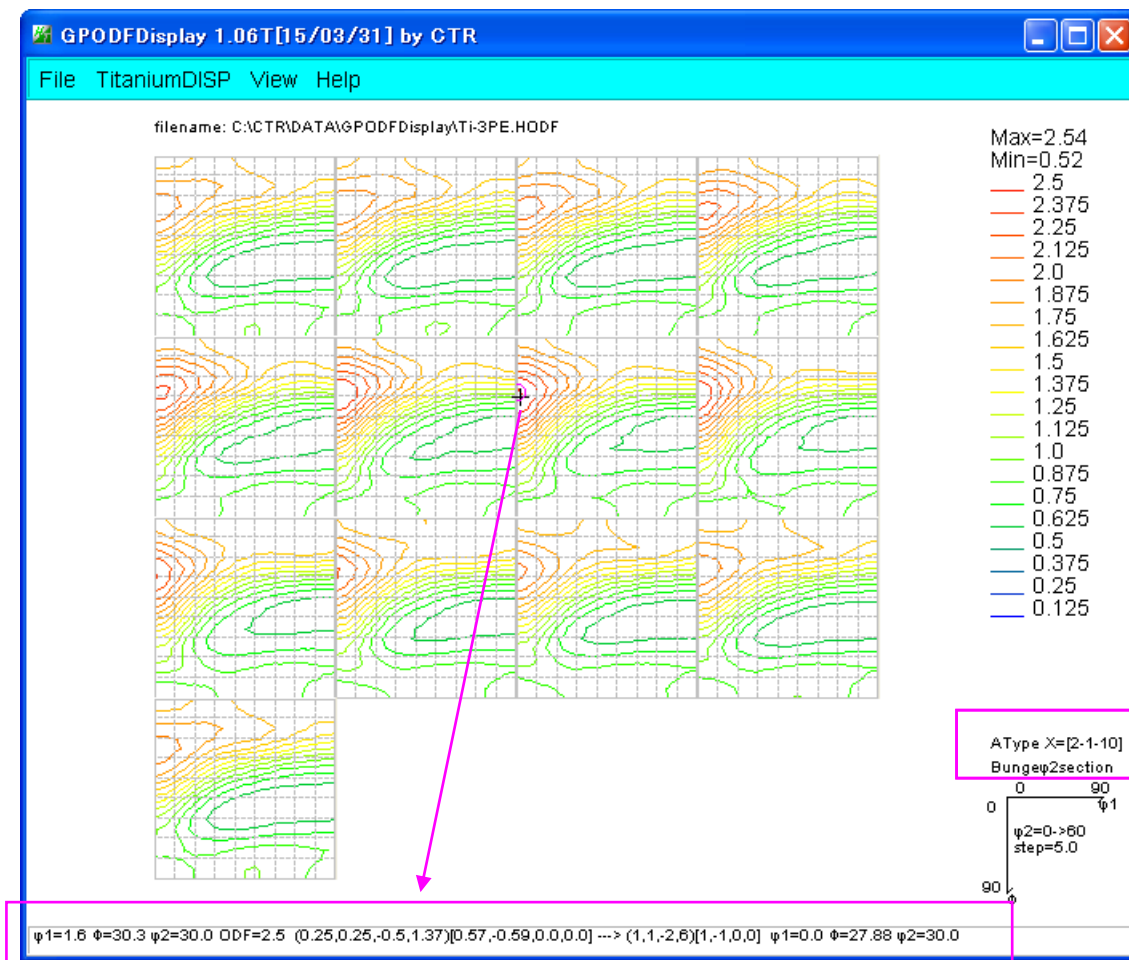 GPODFDisplay 1.06T[15/03/31] by CTR
File TitaniumDISP View Help
filename: C:\CTR\DATA\GPODFDisplay\Ti-3PE.HODF
Max=2.54
Min=0.52
2.5
2.375
2.25
2.125
2.0
1.875
1.75
1.625
1.5
1.375
1.25
1.125
1.0
0.875
0.75
0.625
0.5
0.375
0.25
0.125
AType X=[2-1-10]
Bungeφ2section
0 90
0 φ1
φ2=0->60
step=5.0
90
Φ
φ1=1.6 Φ=30.3 φ2=30.0 ODF=2.5 (0.25,0.25,-0.5,1.37)[0.57,-0.59,0.0,0.0] ---> (1,1,-2,6)[1,-1,0,0] φ1=0.0 Φ=27.88 φ2=30.0